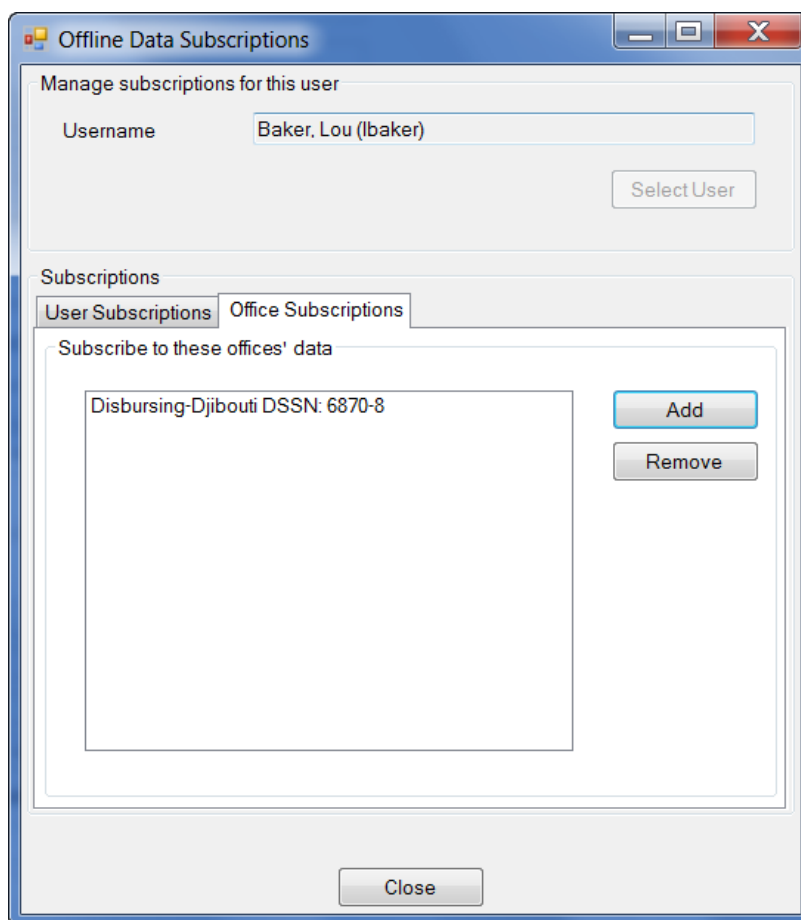 Offline Data Subscriptions
Manage subscriptions for this user
Username
Baker, Lou (lbaker)
Select User
Subscriptions
User Subscriptions
Office Subscriptions
Subscribe to these offices' data
Disbursing-Djibouti DSSN: 6870-8
Add
Remove
Close